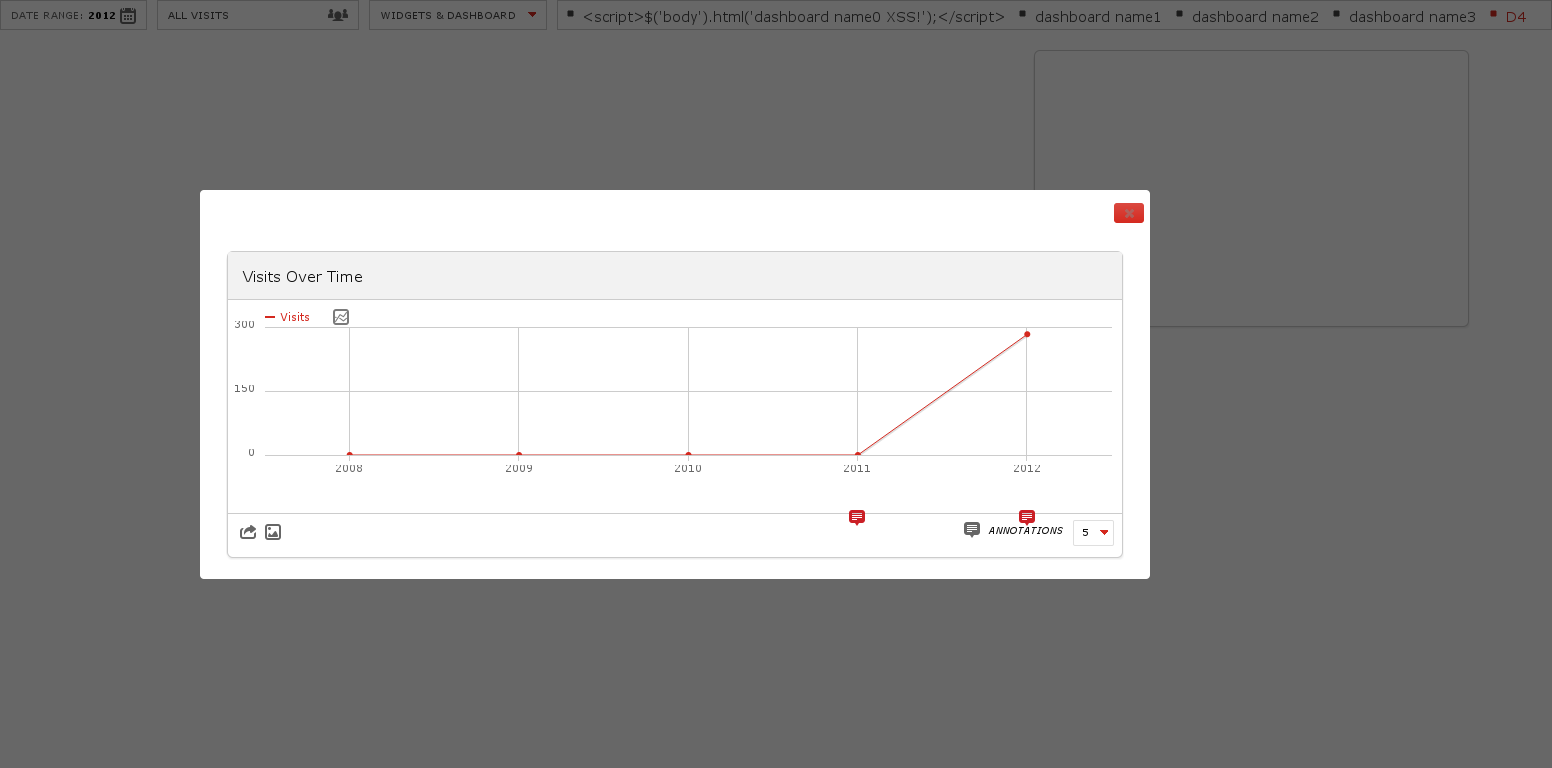 DATE RANGE: 2012
ALL VISITS
WIDGETS & DASHBOARD
<script>$('body').html('dashboard name0 XSS!');</script>
dashboard name1
dashboard name2
dashboard name3
D4
Visits Over Time
Visits
300
150
0
2008 2009 2010 2011 2012
ANNOTATIONS
5